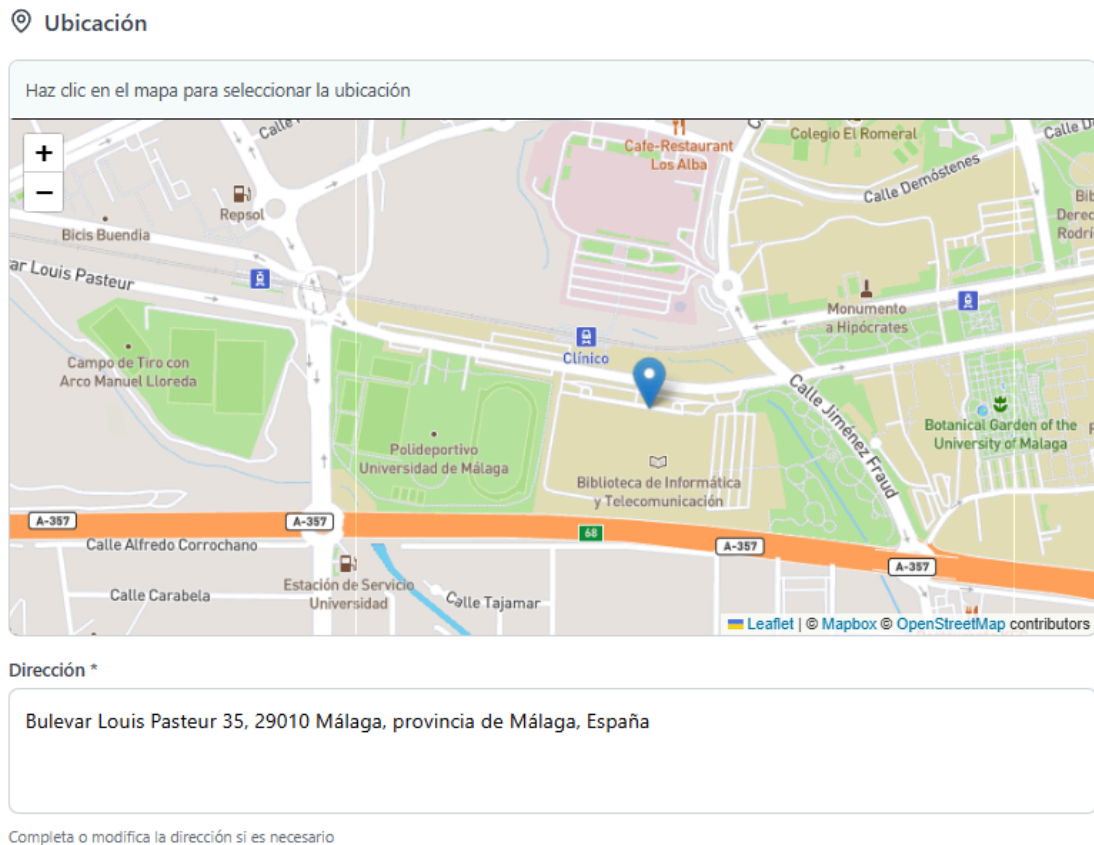 Ubicación
Haz clic en el mapa para seleccionar la ubicación
+
−
Cafe-Restaurant
Los Alba
Colegio El Romeral
Calle Demóstenes
Repsol
Bicis Buendia
Louis Pasteur
Monumento
a Hipócrates
Clínico
Campo de Tiro con
Arco Manuel Lloreda
Calle Jiménez Fraud
Botanical Garden of the
University of Malaga
Polideportivo
Universidad de Málaga
Biblioteca de Informática
y Telecomunicación
A-357
A-357
68
A-357
A-357
Calle Alfredo Corrochano
Estación de Servicio
Universidad
Calle Carabela
Calle Tajamar
Leaflet | © Mapbox © OpenStreetMap contributors
Dirección *
Bulevar Louis Pasteur 35, 29010 Málaga, provincia de Málaga, España
Completa o modifica la dirección si es necesario